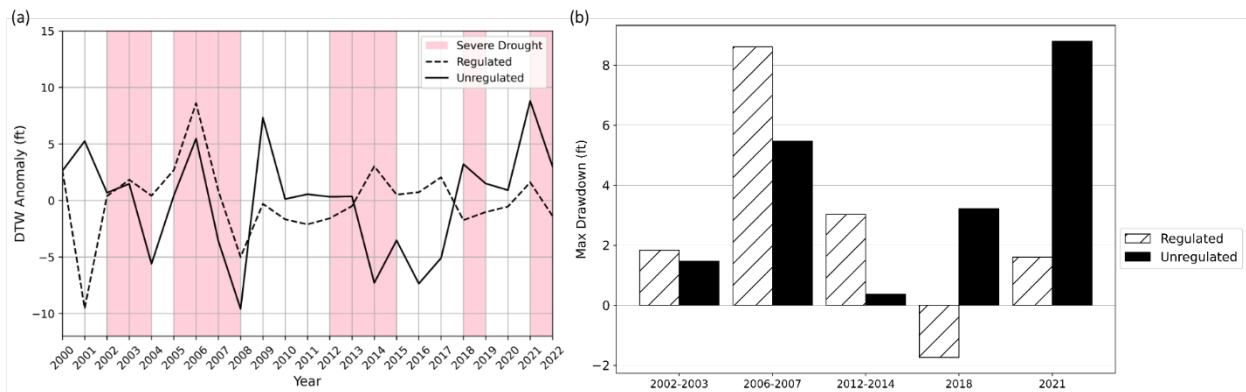 (a)
15
10
5
0
−5
−10
DTW Anomaly (ft)
Severe Drought
Regulated
Unregulated
2000 2001 2002 2003 2004 2005 2006 2007 2008 2009 2010 2011 2012 2013 2014 2015 2016 2017 2018 2019 2020 2021 2022
Year
(b)
8
6
4
2
0
−2
Max Drawdown (ft)
2002-2003 2006-2007 2012-2014 2018 2021
Regulated
Unregulated